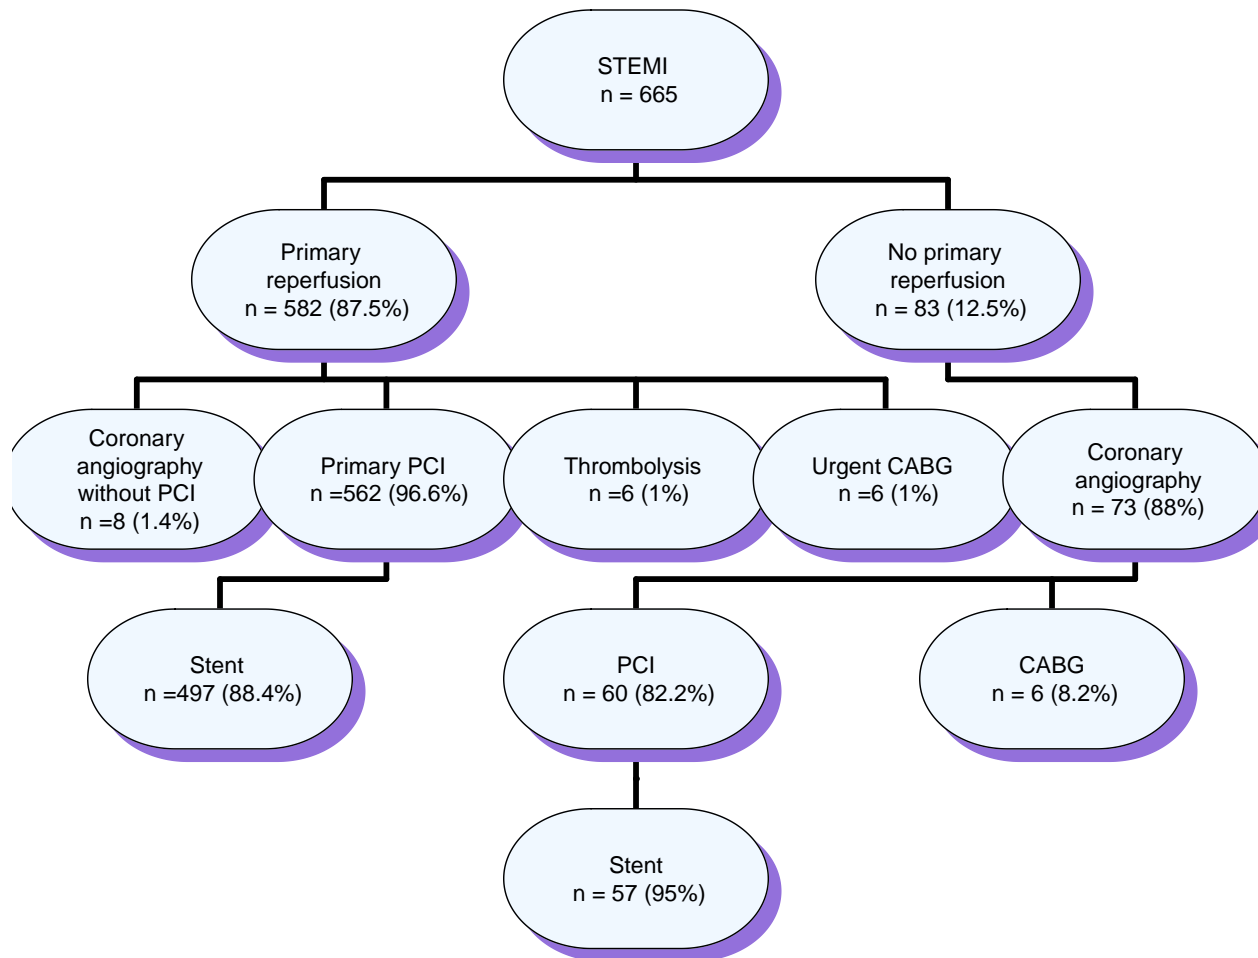 STEMI
n = 665
Primary
reperfusion
n = 582 (87.5%)
No primary
reperfusion
n = 83 (12.5%)
Coronary
angiography
without PCI
n =8 (1.4%)
Primary PCI
n =562 (96.6%)
Thrombolysis
n =6 (1%)
Urgent CABG
n =6 (1%)
Coronary
angiography
n = 73 (88%)
Stent
n =497 (88.4%)
PCI
n = 60 (82.2%)
CABG
n = 6 (8.2%)
Stent
n = 57 (95%)